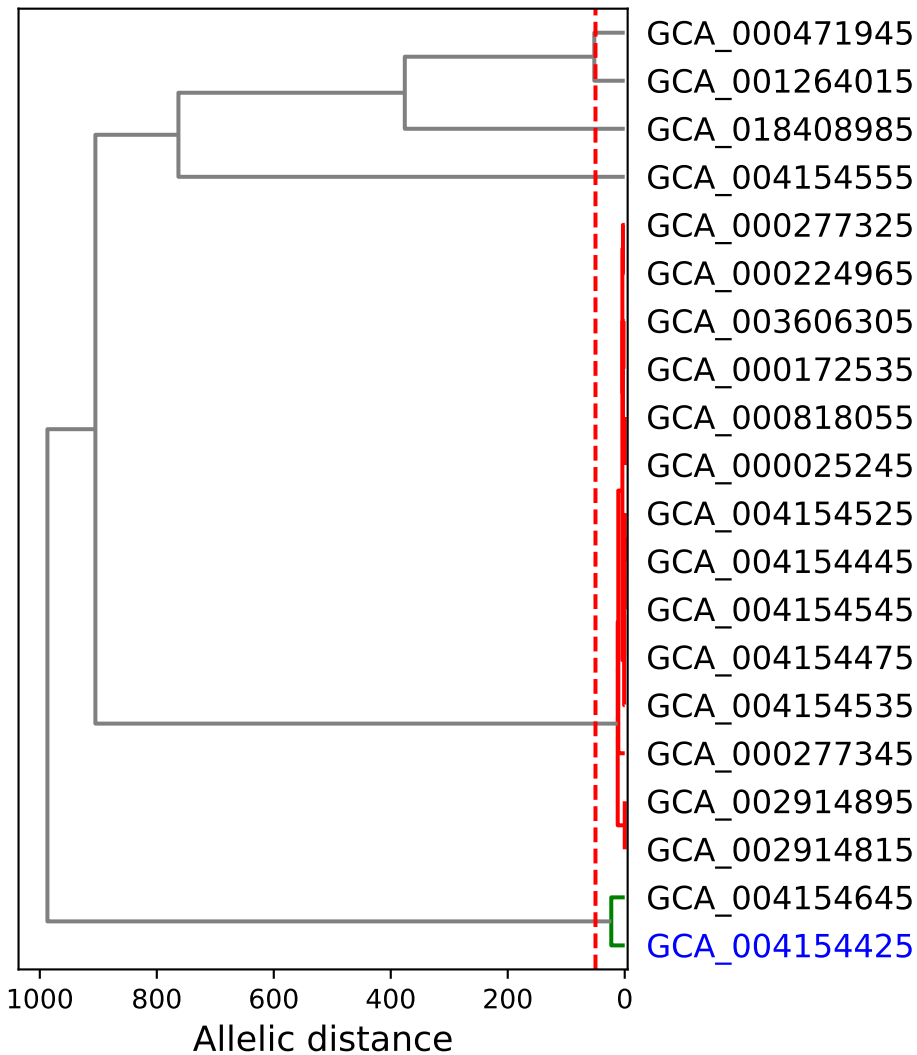 GCA_000471945
GCA_001264015
GCA_018408985
GCA_004154555
GCA_000277325
GCA_000224965
GCA_003606305
GCA_000172535
GCA_000818055
GCA_000025245
GCA_004154525
GCA_004154445
GCA_004154545
GCA_004154475
GCA_004154535
GCA_000277345
GCA_002914895
GCA_002914815
GCA_004154645
GCA_004154425
1000 800 600 400 200 0
Allelic distance